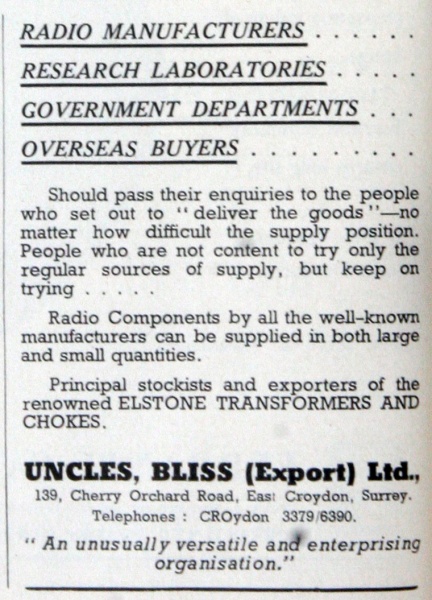 RADIO MANUFACTURERS . . . . . .
RESEARCH LABORATORIES . . . . .
GOVERNMENT DEPARTMENTS . . .
OVERSEAS BUYERS . . . . . . . . .
Should pass their enquiries to the people
who set out to "deliver the goods"—no
matter how difficult the supply position.
People who are not content to try only the
regular sources of supply, but keep on
trying . . . . .
Radio Components by all the well-known
manufacturers can be supplied in both large
and small quantities.
Principal stockists and exporters of the
renowned ELSTONE TRANSFORMERS AND
CHOKES.
UNCLES, BLISS (Export) Ltd.,
139, Cherry Orchard Road, East Croydon, Surrey.
Telephones : CROydon 3379/6390.
"An unusually versatile and enterprising
organisation."